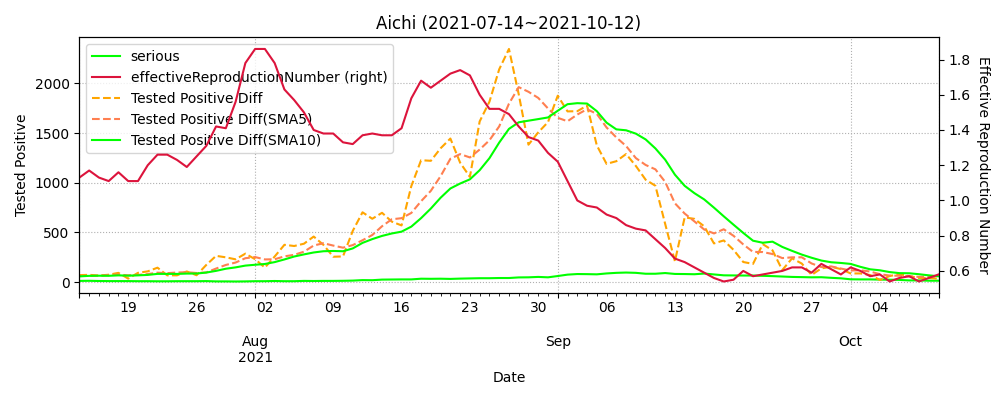 Aichi (2021-07-14~2021-10-12)
serious
effectiveReproductionNumber (right)
Tested Positive Diff
Tested Positive Diff(SMA5)
Tested Positive Diff(SMA10)
Tested Positive
2000
1500
1000
500
0
Effective Reproduction Number
1.8
1.6
1.4
1.2
1.0
0.8
0.6
19 26 02 09 16 23 30 06 13 20 27 04
Aug Sep Oct
2021
Date